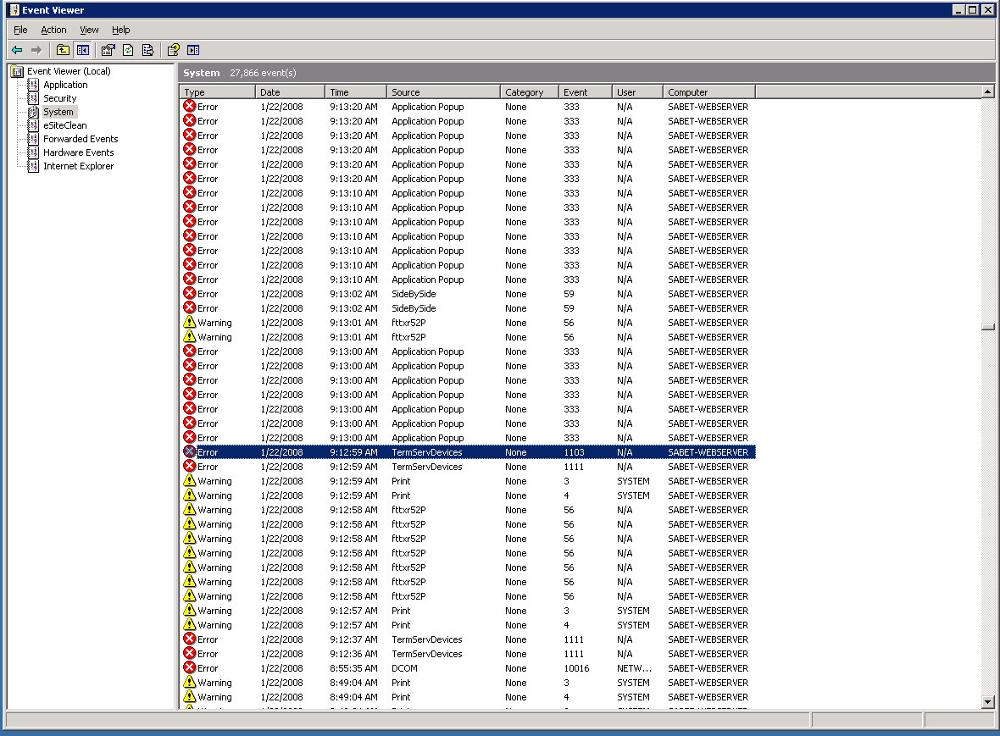 Event Viewer
File Action View Help
Event Viewer (Local)
Application
Security
System
eSiteClean
Forwarded Events
Hardware Events
Internet Explorer
System 27,866 event(s)
Type Date Time Source Category Event User Computer
Error 1/22/2008 9:13:20 AM Application Popup None 333 N/A SABET-WEBSERVER
Error 1/22/2008 9:13:20 AM Application Popup None 333 N/A SABET-WEBSERVER
Error 1/22/2008 9:13:20 AM Application Popup None 333 N/A SABET-WEBSERVER
Error 1/22/2008 9:13:20 AM Application Popup None 333 N/A SABET-WEBSERVER
Error 1/22/2008 9:13:20 AM Application Popup None 333 N/A SABET-WEBSERVER
Error 1/22/2008 9:13:20 AM Application Popup None 333 N/A SABET-WEBSERVER
Error 1/22/2008 9:13:10 AM Application Popup None 333 N/A SABET-WEBSERVER
Error 1/22/2008 9:13:10 AM Application Popup None 333 N/A SABET-WEBSERVER
Error 1/22/2008 9:13:10 AM Application Popup None 333 N/A SABET-WEBSERVER
Error 1/22/2008 9:13:10 AM Application Popup None 333 N/A SABET-WEBSERVER
Error 1/22/2008 9:13:10 AM Application Popup None 333 N/A SABET-WEBSERVER
Error 1/22/2008 9:13:10 AM Application Popup None 333 N/A SABET-WEBSERVER
Error 1/22/2008 9:13:10 AM Application Popup None 333 N/A SABET-WEBSERVER
Error 1/22/2008 9:13:02 AM SideBySide None 59 N/A SABET-WEBSERVER
Error 1/22/2008 9:13:02 AM SideBySide None 59 N/A SABET-WEBSERVER
Warning 1/22/2008 9:13:01 AM fttxr52P None 56 N/A SABET-WEBSERVER
Warning 1/22/2008 9:13:01 AM fttxr52P None 56 N/A SABET-WEBSERVER
Error 1/22/2008 9:13:00 AM Application Popup None 333 N/A SABET-WEBSERVER
Error 1/22/2008 9:13:00 AM Application Popup None 333 N/A SABET-WEBSERVER
Error 1/22/2008 9:13:00 AM Application Popup None 333 N/A SABET-WEBSERVER
Error 1/22/2008 9:13:00 AM Application Popup None 333 N/A SABET-WEBSERVER
Error 1/22/2008 9:13:00 AM Application Popup None 333 N/A SABET-WEBSERVER
Error 1/22/2008 9:13:00 AM Application Popup None 333 N/A SABET-WEBSERVER
Error 1/22/2008 9:13:00 AM Application Popup None 333 N/A SABET-WEBSERVER
Error 1/22/2008 9:12:59 AM TermServDevices None 1103 N/A SABET-WEBSERVER
Error 1/22/2008 9:12:59 AM TermServDevices None 1111 N/A SABET-WEBSERVER
Warning 1/22/2008 9:12:59 AM Print None 3 SYSTEM SABET-WEBSERVER
Warning 1/22/2008 9:12:59 AM Print None 4 SYSTEM SABET-WEBSERVER
Warning 1/22/2008 9:12:58 AM fttxr52P None 56 N/A SABET-WEBSERVER
Warning 1/22/2008 9:12:58 AM fttxr52P None 56 N/A SABET-WEBSERVER
Warning 1/22/2008 9:12:58 AM fttxr52P None 56 N/A SABET-WEBSERVER
Warning 1/22/2008 9:12:58 AM fttxr52P None 56 N/A SABET-WEBSERVER
Warning 1/22/2008 9:12:58 AM fttxr52P None 56 N/A SABET-WEBSERVER
Warning 1/22/2008 9:12:58 AM fttxr52P None 56 N/A SABET-WEBSERVER
Warning 1/22/2008 9:12:58 AM fttxr52P None 56 N/A SABET-WEBSERVER
Warning 1/22/2008 9:12:57 AM Print None 3 SYSTEM SABET-WEBSERVER
Warning 1/22/2008 9:12:57 AM Print None 4 SYSTEM SABET-WEBSERVER
Error 1/22/2008 9:12:37 AM TermServDevices None 1111 N/A SABET-WEBSERVER
Error 1/22/2008 9:12:36 AM TermServDevices None 1111 N/A SABET-WEBSERVER
Error 1/22/2008 8:55:35 AM DCOM None 10016 NETW... SABET-WEBSERVER
Warning 1/22/2008 8:49:04 AM Print None 3 SYSTEM SABET-WEBSERVER
Warning 1/22/2008 8:49:04 AM Print None 4 SYSTEM SABET-WEBSERVER